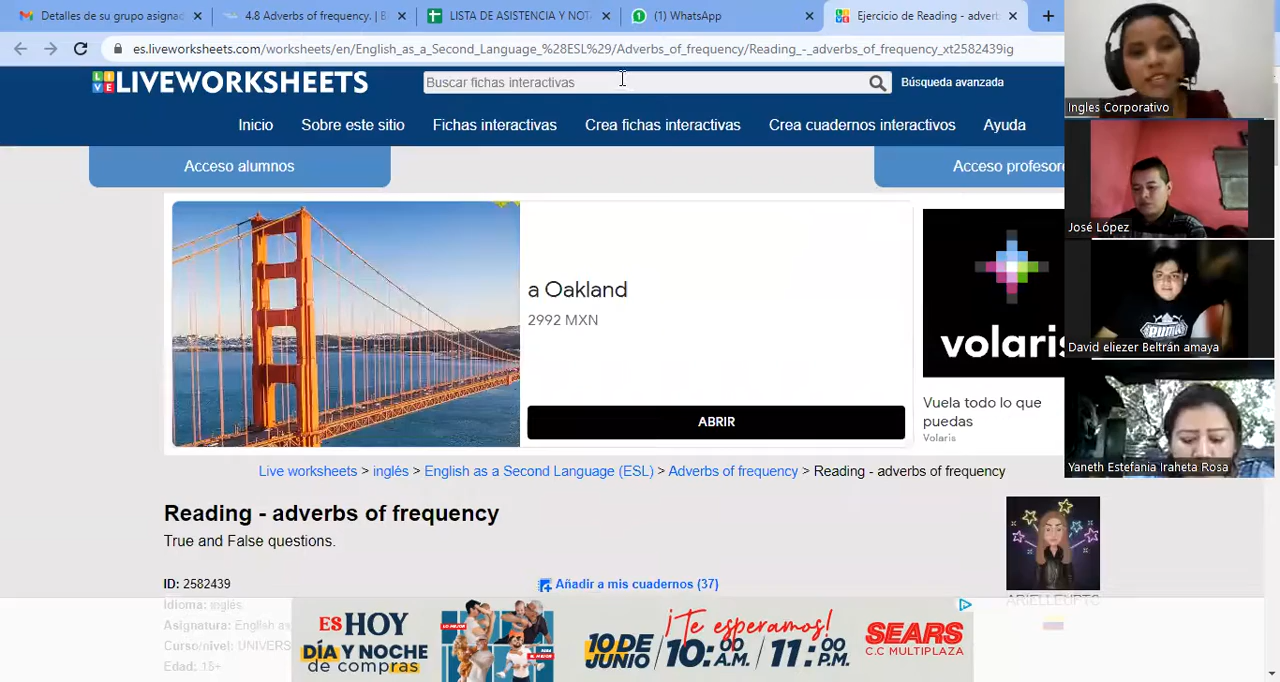 Detalles de su grupo asignad
4.8 Adverbs of frequency. | B
LISTA DE ASISTENCIA Y NOT
(1) WhatsApp
Ejercicio de Reading - advert
es.liveworksheets.com/worksheets/en/English_as_a_Second_Language_%28ESL%29/Adverbs_of_frequency/Reading_-_adverbs_of_frequency_xt2582439ig
LIVEWORKSHEETS
Buscar fichas interactivas
Búsqueda avanzada
Inicio
Sobre este sitio
Fichas interactivas
Crea fichas interactivas
Crea cuadernos interactivos
Ayuda
Acceso alumnos
Acceso profesore
a Oakland
2992 MXN
ABRIR
volaris
Vuela todo lo que
puedas
Volaris
Live worksheets > inglés > English as a Second Language (ESL) > Adverbs of frequency > Reading - adverbs of frequency
Reading - adverbs of frequency
True and False questions.
ID: 2582439
Añadir a mis cuadernos (37)
Idioma: inglés
Asignatura: English as
Curso/nivel: UNIVERS
Edad: 15+
ARIELLEUPTC
ES HOY
DÍA Y NOCHE
de compras
¡Te esperamos!
10 DE
JUNIO
10:00
A.M.
11:00
P.M.
SEARS
C.C MULTIPLAZA
Ingles Corporativo
José López
David eliezer Beltrán amaya
Yaneth Estefania Iraheta Rosa